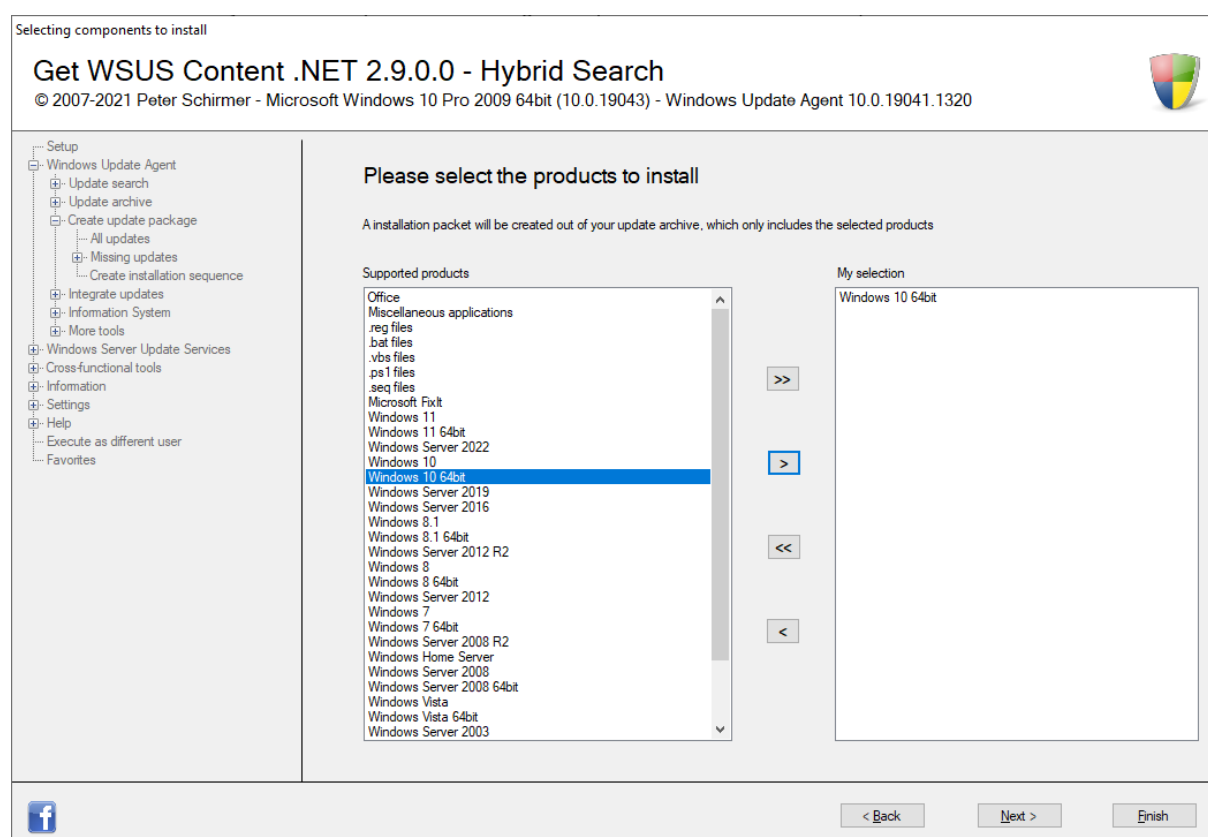 Selecting components to install
Get WSUS Content .NET 2.9.0.0 - Hybrid Search
© 2007-2021 Peter Schirmer - Microsoft Windows 10 Pro 2009 64bit (10.0.19043) - Windows Update Agent 10.0.19041.1320
Setup
Windows Update Agent
Update search
Update archive
Create update package
All updates
Missing updates
Create installation sequence
Integrate updates
Information System
More tools
Windows Server Update Services
Cross-functional tools
Information
Settings
Help
Execute as different user
Favorites
Please select the products to install
A installation packet will be created out of your update archive, which only includes the selected products
Supported products
Office
Miscellaneous applications
.reg files
.bat files
.vbs files
.ps1 files
.seq files
Microsoft FixIt
Windows 11
Windows 11 64bit
Windows Server 2022
Windows 10
Windows 10 64bit
Windows Server 2019
Windows Server 2016
Windows 8.1
Windows 8.1 64bit
Windows Server 2012 R2
Windows 8
Windows 8 64bit
Windows Server 2012
Windows 7
Windows 7 64bit
Windows Server 2008 R2
Windows Home Server
Windows Server 2008
Windows Server 2008 64bit
Windows Vista
Windows Vista 64bit
Windows Server 2003
>>
>
<<
<
My selection
Windows 10 64bit
f
< Back
Next >
Finish